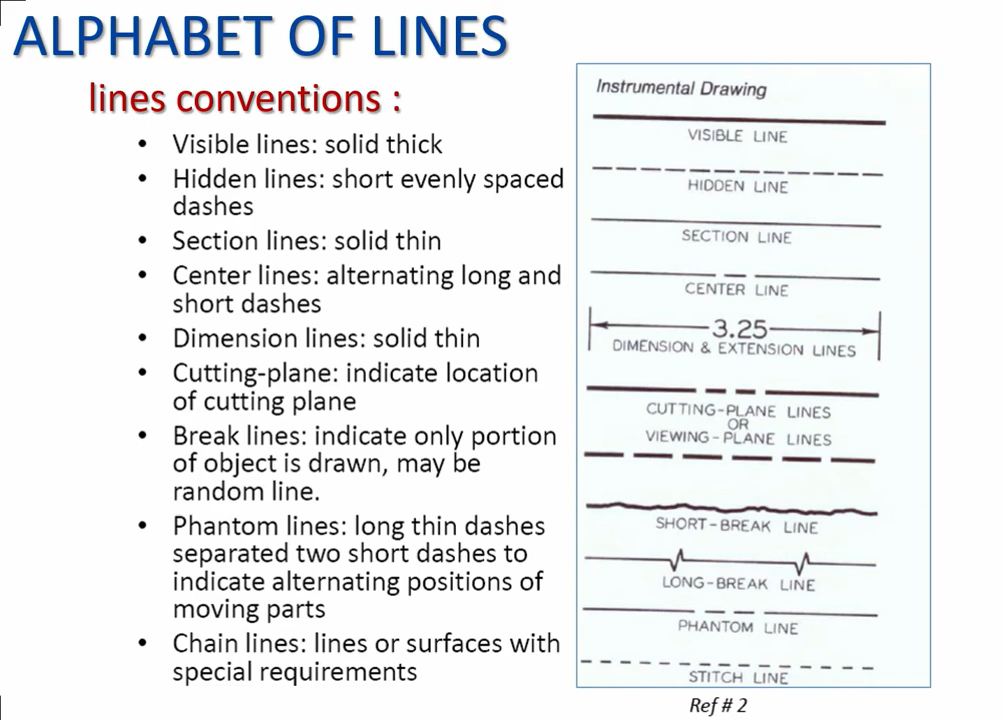 ALPHABET OF LINES
lines conventions :
• Visible lines: solid thick
• Hidden lines: short evenly spaced
dashes
• Section lines: solid thin
• Center lines: alternating long and
short dashes
• Dimension lines: solid thin
• Cutting-plane: indicate location
of cutting plane
• Break lines: indicate only portion
of object is drawn, may be
random line.
• Phantom lines: long thin dashes
separated two short dashes to
indicate alternating positions of
moving parts
• Chain lines: lines or surfaces with
special requirements
Instrumental Drawing
VISIBLE LINE
HIDDEN LINE
SECTION LINE
CENTER LINE
3.25
DIMENSION & EXTENSION LINES
CUTTING-PLANE LINES
OR
VIEWING-PLANE LINES
SHORT-BREAK LINE
LONG-BREAK LINE
PHANTOM LINE
STITCH LINE
Ref # 2